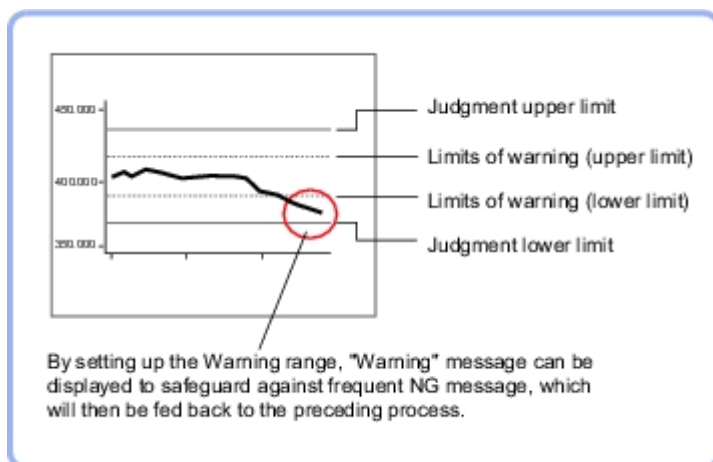 450.000
400.000
350.000
Judgment upper limit
Limits of warning (upper limit)
Limits of warning (lower limit)
Judgment lower limit
By setting up the Warning range, "Warning" message can be
displayed to safeguard against frequent NG message, which
will then be fed back to the preceding process.